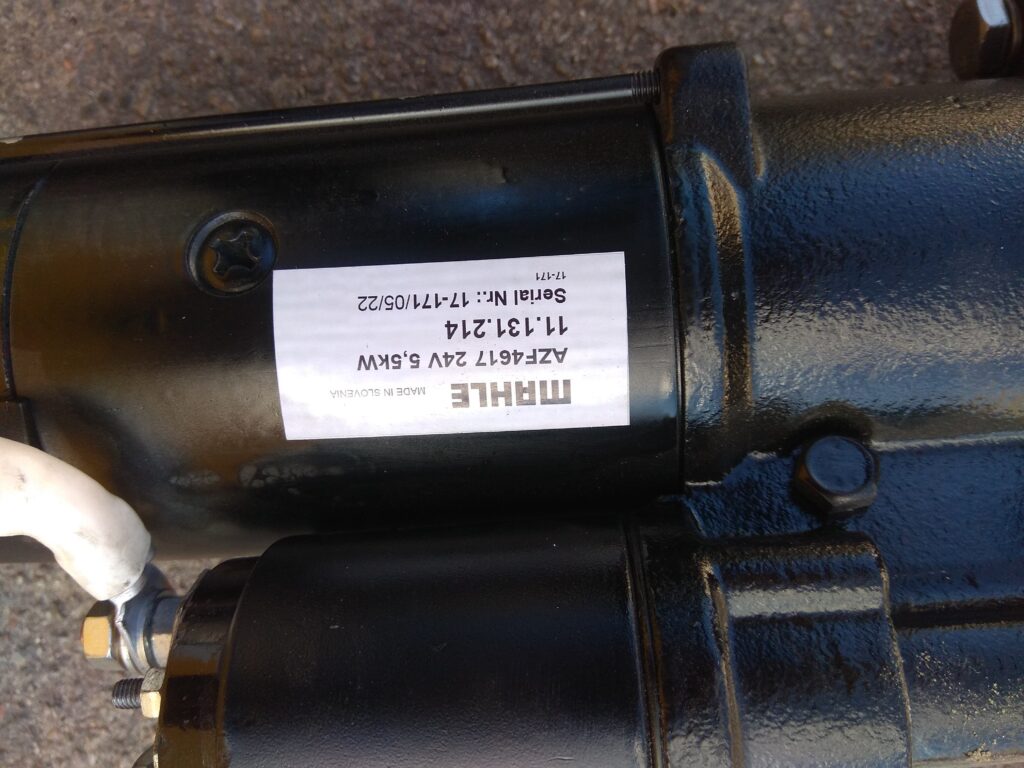 MAHLE MADE IN SLOVENIA
AZF4617 24V 5,5kW
11.131.214
Serial Nr.: 17-171/05/22
17-171